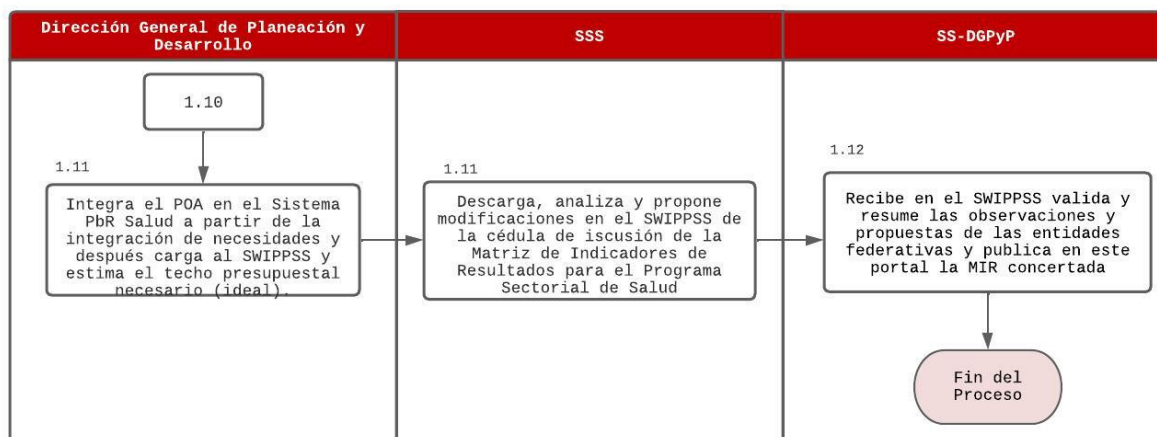 Dirección General de Planeación y
Desarrollo
SSS
SS-DGPyP
1.10
1.11
Integra el POA en el Sistema
PbR Salud a partir de la
integración de necesidades y
después carga al SWIPPSS y
estima el techo presupuestal
necesario (ideal).
1.11
Descarga, analiza y propone
modificaciones en el SWIPPSS de
la cédula de iscusión de la
Matriz de Indicadores de
Resultados para el Programa
Sectorial de Salud
1.12
Recibe en el SWIPPSS valida y
resume las observaciones y
propuestas de las entidades
federativas y publica en este
portal la MIR concertada
Fin del
Proceso